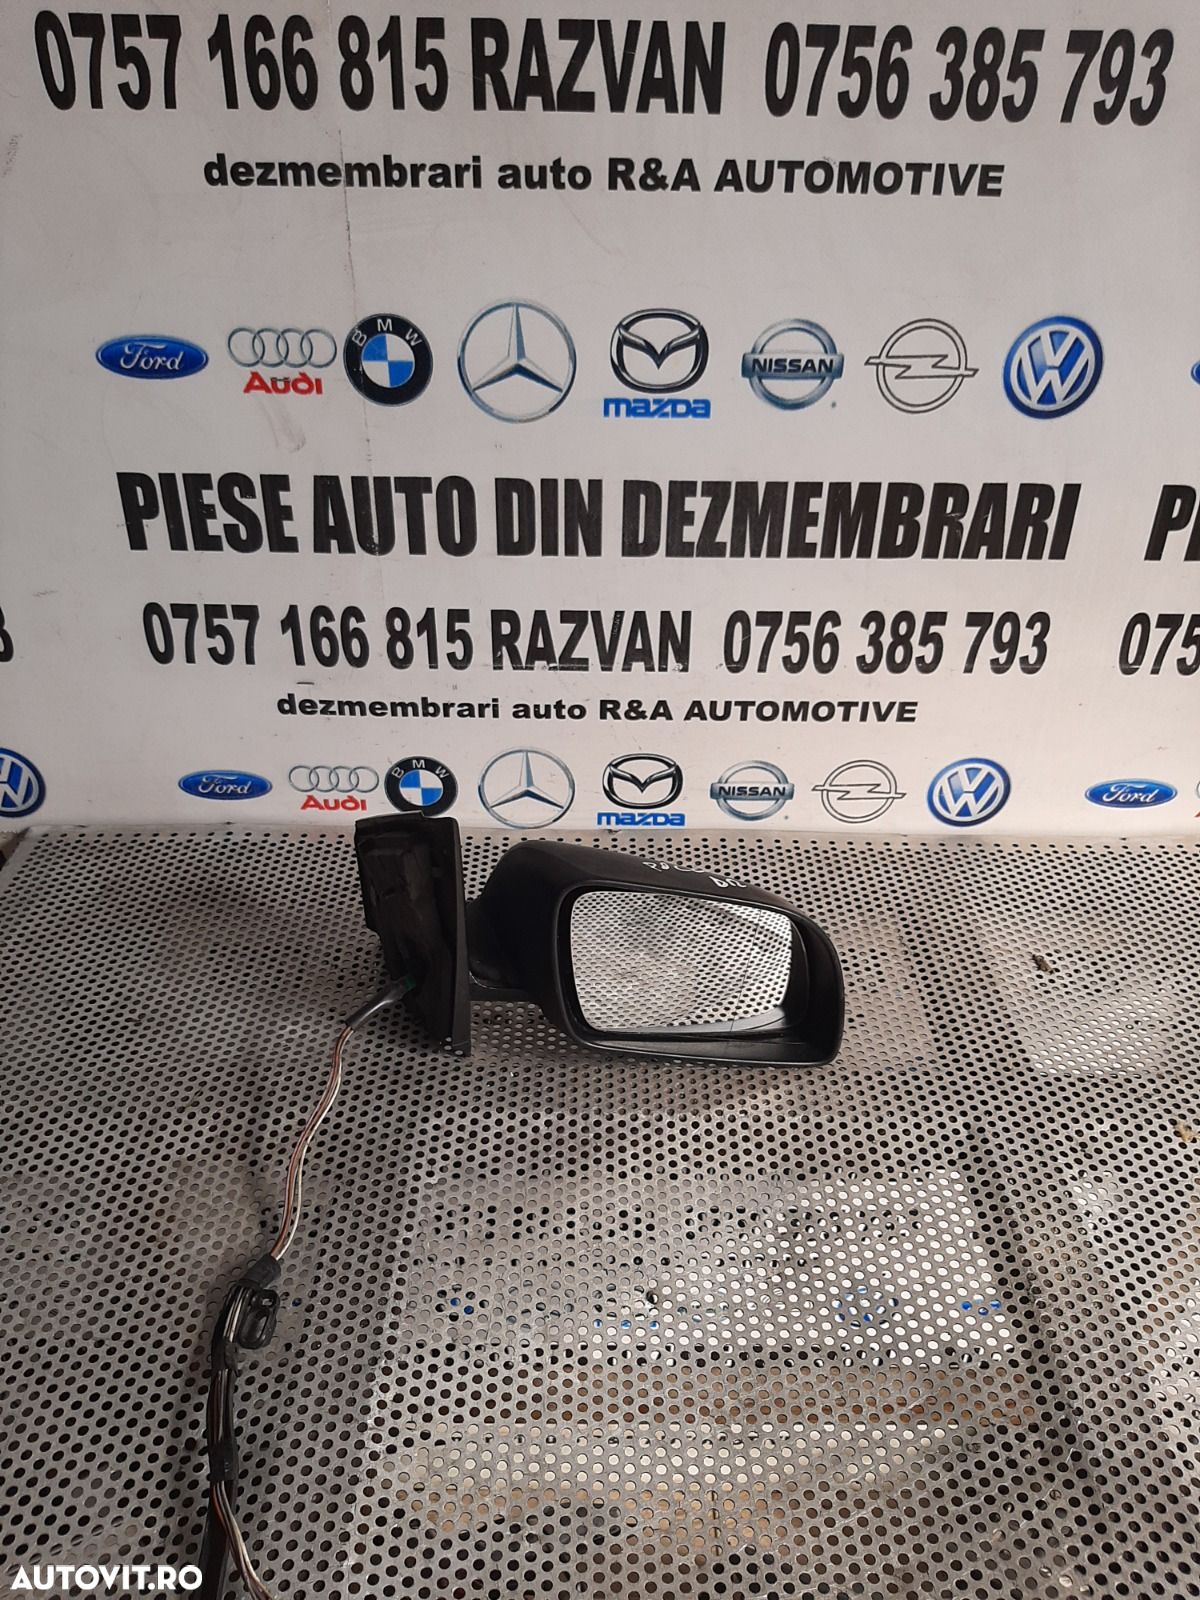 0757 166 815 RAZVAN 0756 385 793
dezmembrari auto R&A AUTOMOTIVE
Ford Audi BMW mazda NISSAN
PIESE AUTO DIN DEZMEMBRARI
0757 166 815 RAZVAN 0756 385 793 075
dezmembrari auto R&A AUTOMOTIVE
Ford Audi BMW mazda NISSAN Ford
AUTOVIT.RO